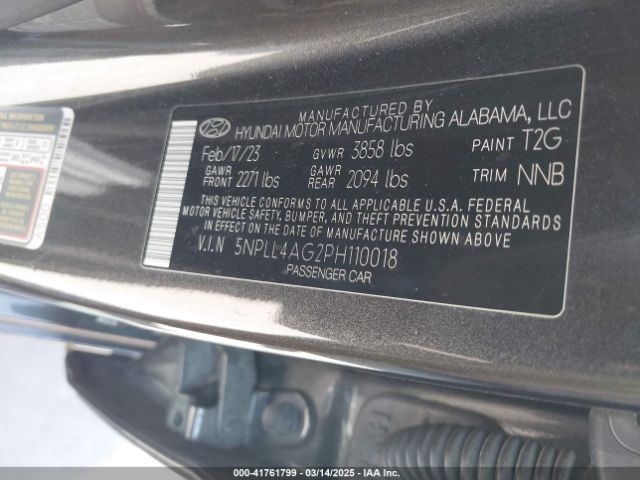 MANUFACTURED BY
HYUNDAI MOTOR MANUFACTURING ALABAMA, LLC
Feb/17/23 GVWR 3858 lbs PAINT T2G
GAWR FRONT 2271 lbs GAWR REAR 2094 lbs TRIM NNB
THIS VEHICLE CONFORMS TO ALL APPLICABLE U.S.A. FEDERAL
MOTOR VEHICLE SAFETY, BUMPER, AND THEFT PREVENTION STANDARDS
IN EFFECT ON THE DATE OF MANUFACTURE SHOWN ABOVE
V.I.N 5NPLL4AG2PH110018
PASSENGER CAR
000-41761799 — 03/14/2025 — IAAI.COM